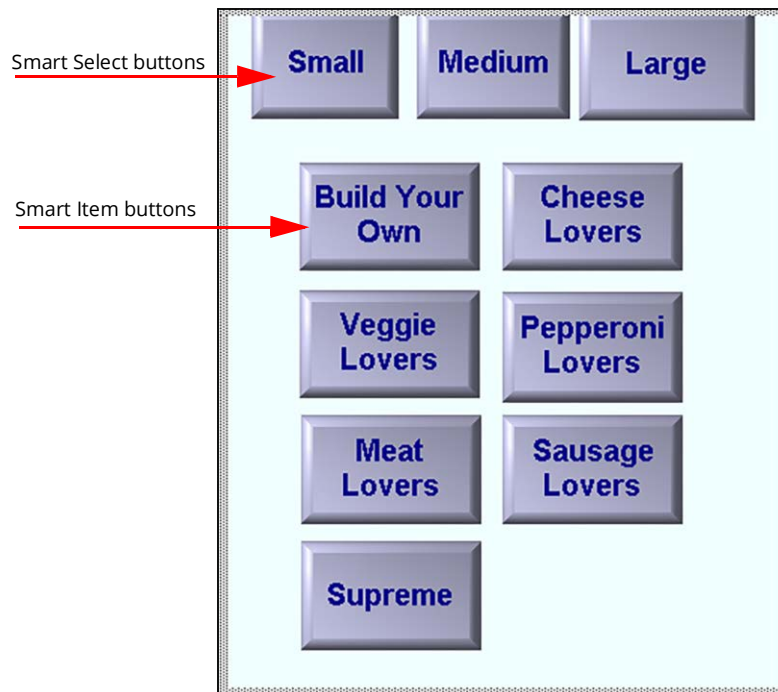 Smart Select buttons
Small
Medium
Large
Smart Item buttons
Build Your
Own
Cheese
Lovers
Veggie
Lovers
Pepperoni
Lovers
Meat
Lovers
Sausage
Lovers
Supreme